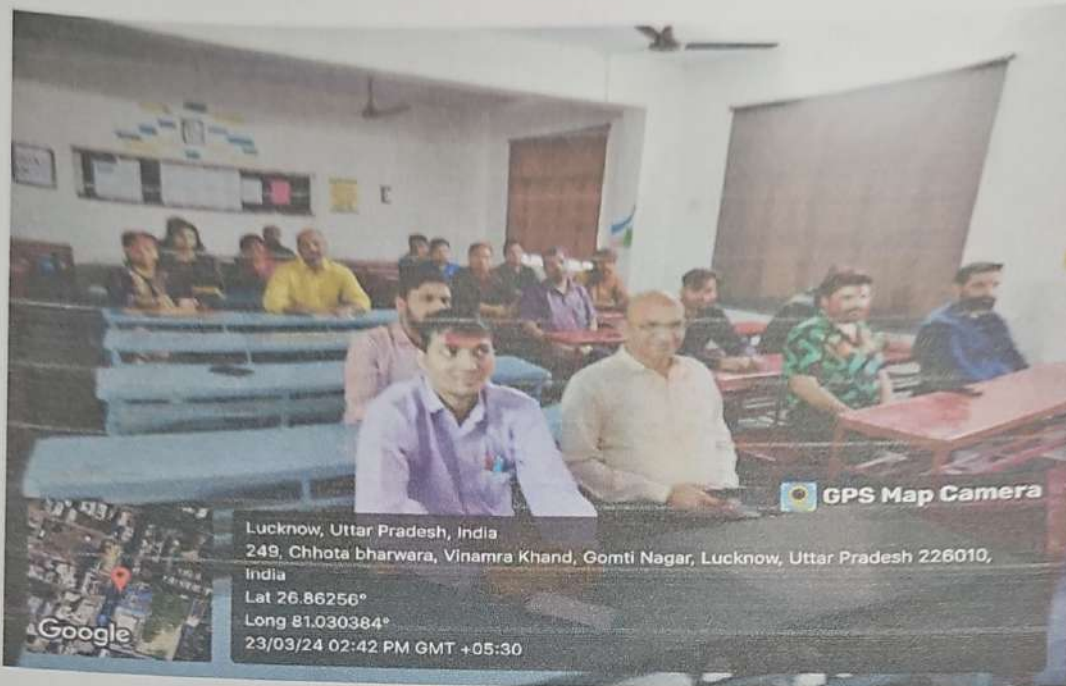 GPS Map Camera
Lucknow, Uttar Pradesh, India
249, Chhota bharwara, Vinamra Khand, Gomti Nagar, Lucknow, Uttar Pradesh 226010,
India
Lat 26.86256°
Long 81.030384°
23/03/24 02:42 PM GMT +05:30
Google